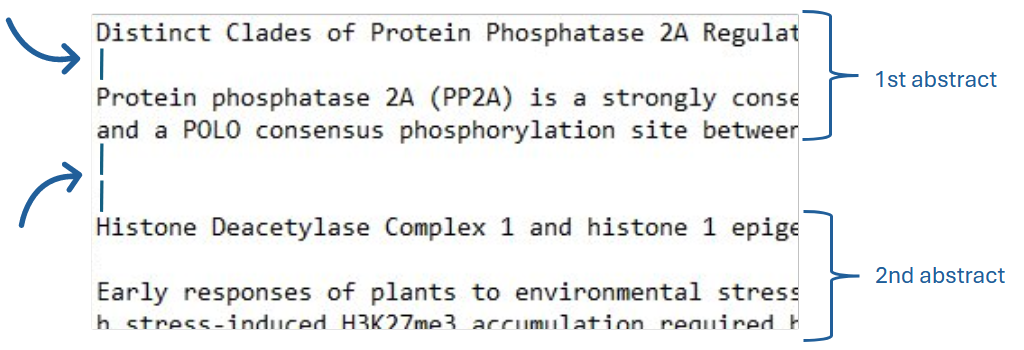 Distinct Clades of Protein Phosphatase 2A Regulat
1st abstract
Protein phosphatase 2A (PP2A) is a strongly conse
and a POLO consensus phosphorylation site between
Histone Deacetylase Complex 1 and histone 1 epige
2nd abstract
Early responses of plants to environmental stress
h stress-induced H3K27me3 accumulation required h